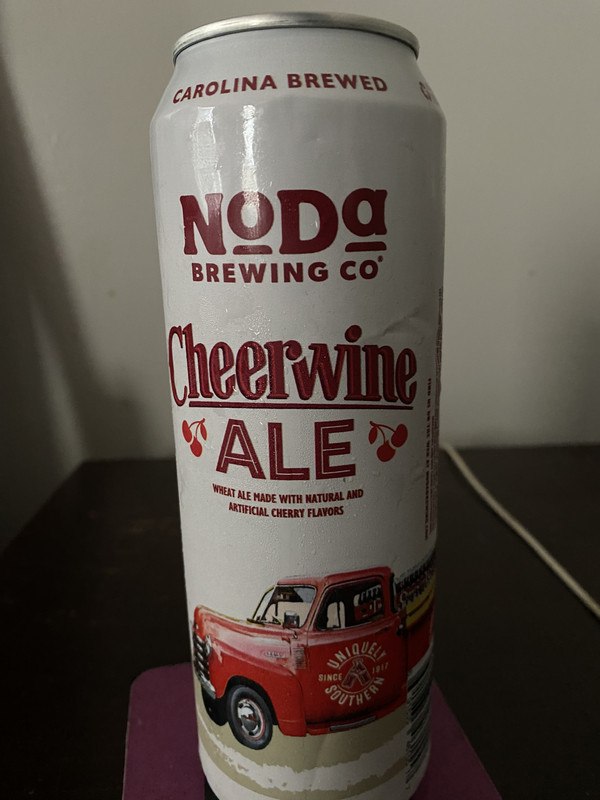 CAROLINA BREWED
NoDa
BREWING CO
Cheerwine
ALE
WHEAT ALE MADE WITH NATURAL AND
ARTIFICIAL CHERRY FLAVORS
UNIQUELY
SINCE 1917
SOUTHERN